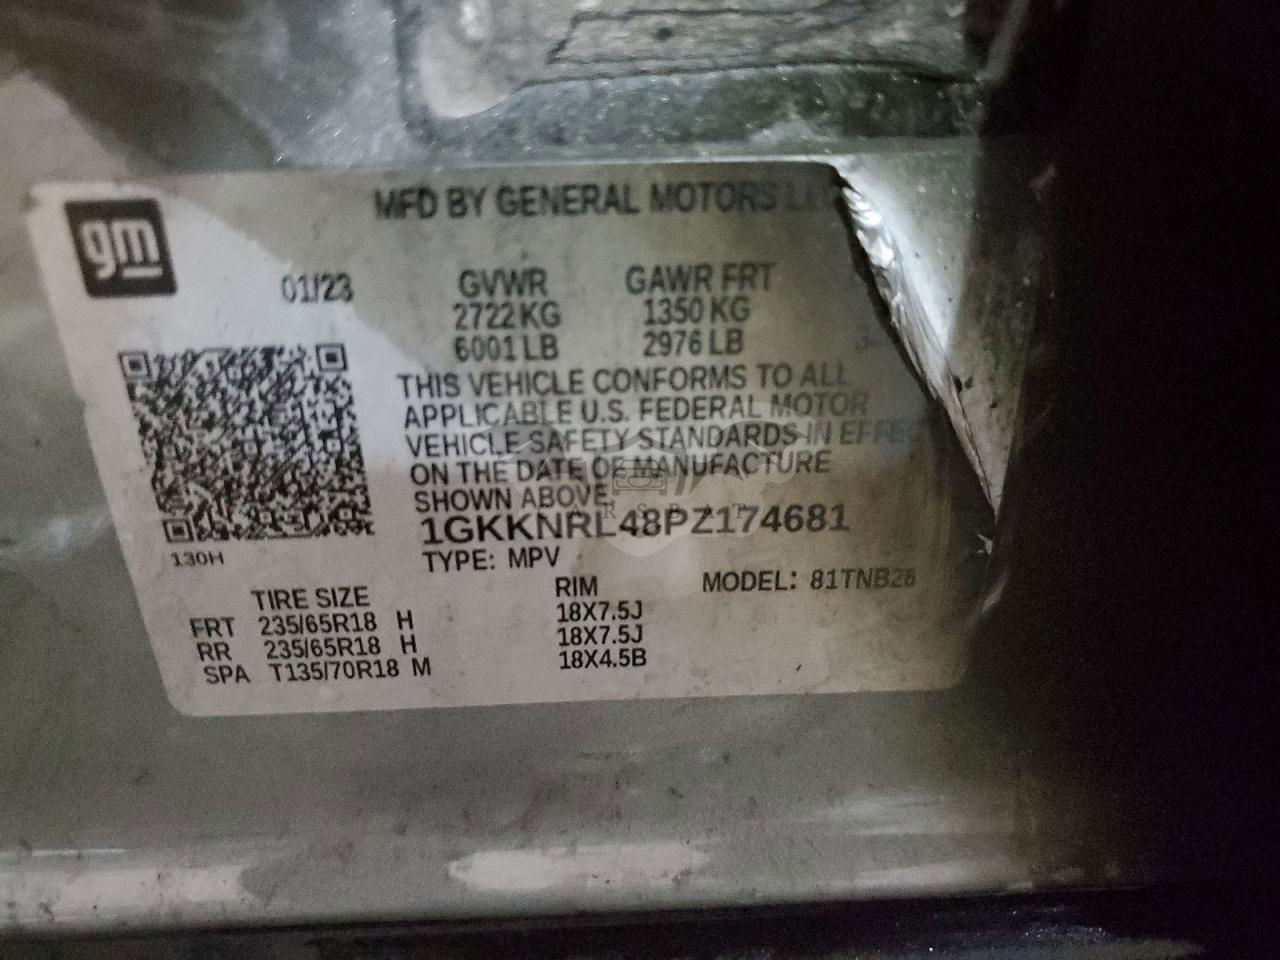 gm
MFD BY GENERAL MOTORS LLC
01/23
GVWR GAWR FRT
2722 KG 1350 KG
6001 LB 2976 LB
THIS VEHICLE CONFORMS TO ALL
APPLICABLE U.S. FEDERAL MOTOR
VEHICLE SAFETY STANDARDS IN EFFEC
ON THE DATE OF MANUFACTURE
SHOWN ABOVE.
1GKKNRL48PZ174681
130H
TYPE: MPV
MODEL: 81TNB26
TIRE SIZE RIM
FRT 235/65R18 H 18X7.5J
RR 235/65R18 H 18X7.5J
SPA T135/70R18 M 18X4.5B